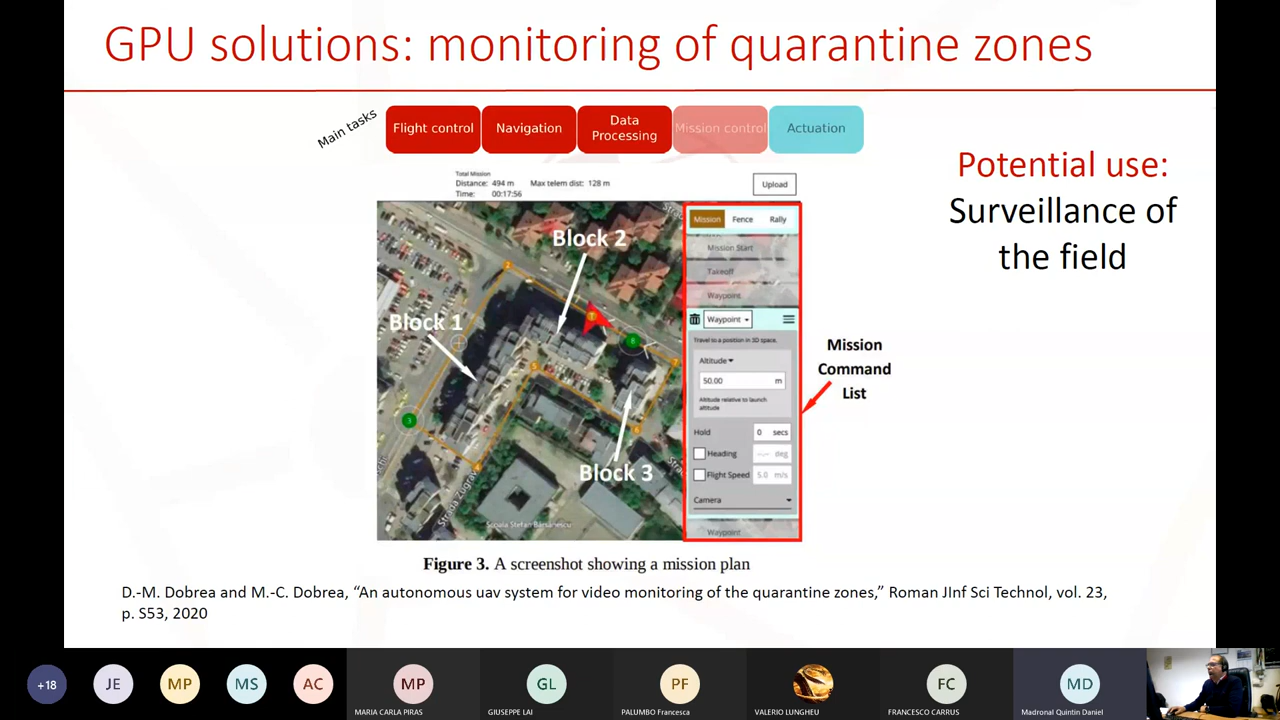 GPU solutions: monitoring of quarantine zones
Main tasks
Flight control
Navigation
Data
Processing
Mission control
Actuation
Potential use:
Surveillance of
the field
Total Mission
Distance: 494 m Max telem dist: 128 m
Time: 00:17:56
Upload
Block 2
Block 1
Block 3
Strada Zugrav
Scoala Stefan Bârsănescu
Mission Fence Rally
Mission Start
Takeoff
Waypoint
Waypoint
Travel to a position in 3D space.
Altitude
50.00 m
Altitude relative to launch
altitude
Hold 0 secs
Heading --.-- deg
Flight Speed 5.0 m/s
Camera
Waypoint
Mission
Command
List
Figure 3. A screenshot showing a mission plan
D.-M. Dobrea and M.-C. Dobrea, “An autonomous uav system for video monitoring of the quarantine zones,” Roman JInf Sci Technol, vol. 23,
p. S53, 2020
+18
JE
MP
MS
AC
MP
MARIA CARLA PIRAS
GL
GIUSEPPE LAI
PF
PALUMBO Francesca
VALERIO LUNGHEU
FC
FRANCESCO CARRUS
MD
Madronal Quintin Daniel